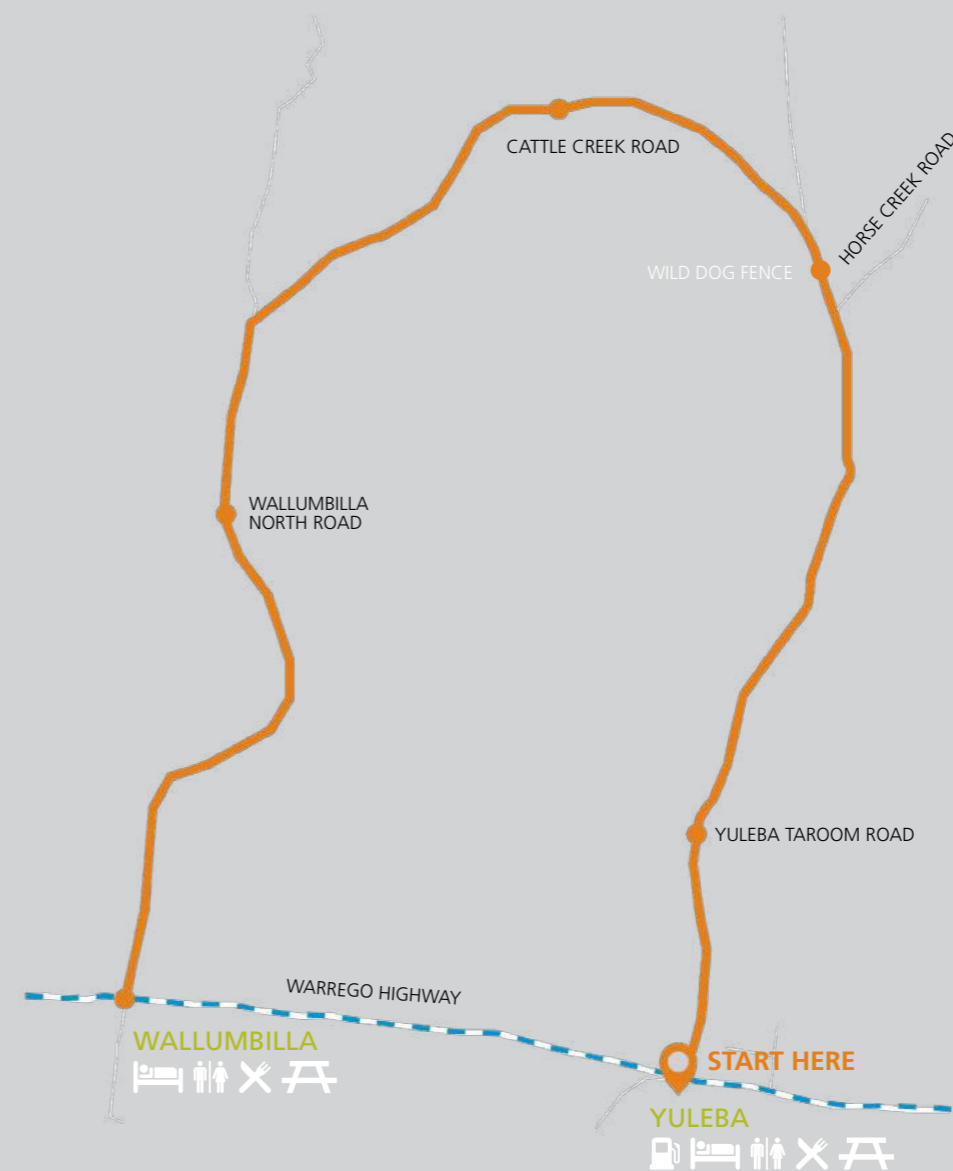 CATTLE CREEK ROAD
HORSE CREEK ROAD
WILD DOG FENCE
WALLUMBILLA
NORTH ROAD
YULEBA TAROOM ROAD
WARREGO HIGHWAY
WALLUMBILLA
START HERE
YULEBA